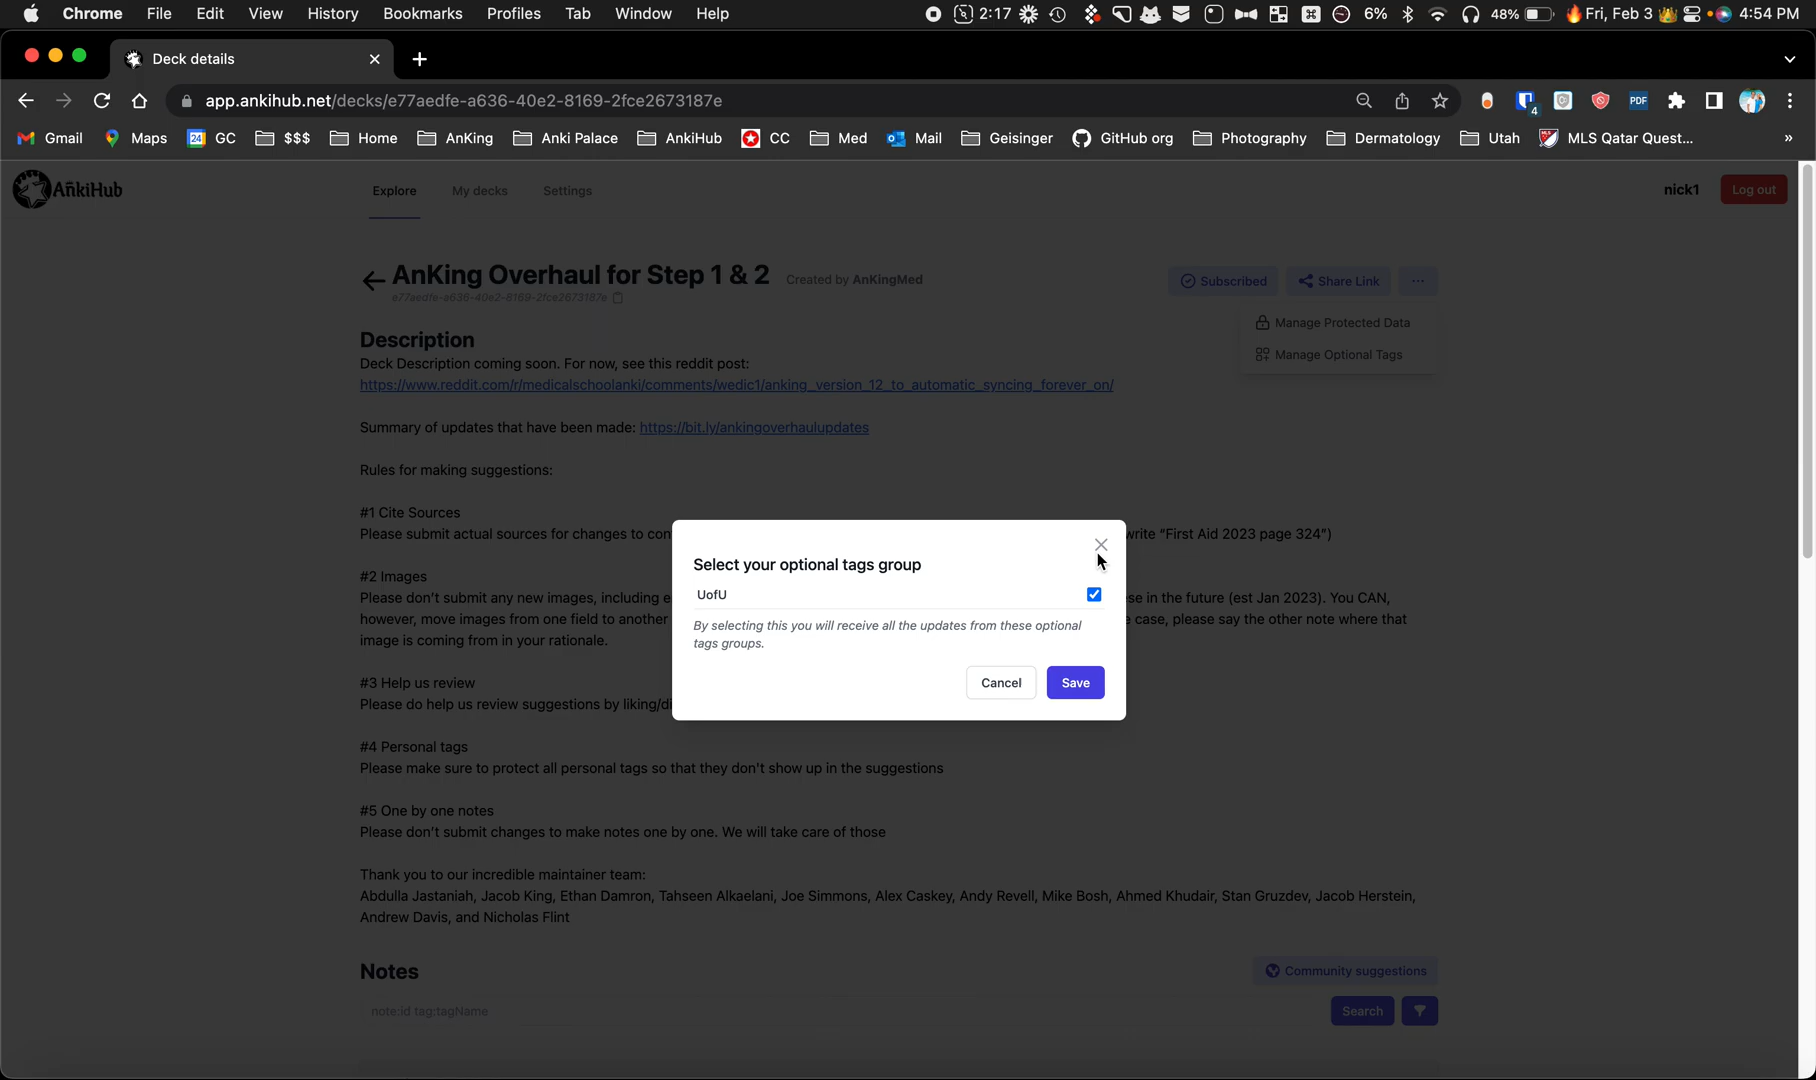 Chrome File Edit View History Bookmarks Profiles Tab Window Help 2:17 6% 48% Fri, Feb 3 4:54 PM
Deck details
app.ankihub.net/decks/e77aedfe-a636-40e2-8169-2fce2673187e 4 PDF
Gmail Maps 24 GC $$$ Home AnKing Anki Palace AnkiHub CC Med Mail Geisinger GitHub org Photography Dermatology Utah MLS Qatar Quest... »
AnkiHub Explore My decks Settings nick1 Log out
AnKing Overhaul for Step 1 & 2 Created by AnKingMed Subscribed Share Link ...
e77aedfe-a636-40e2-8169-2fce2673187e
Manage Protected Data
Manage Optional Tags
Description
Deck Description coming soon. For now, see this reddit post:
https://www.reddit.com/r/medicalschoolanki/comments/wedic1/anking_version_12_to_automatic_syncing_forever_on/
Summary of updates that have been made: https://bit.ly/ankingoverhaulupdates
Rules for making suggestions:
#1 Cite Sources
Please submit actual sources for changes to con write “First Aid 2023 page 324”)
#2 Images
Please don't submit any new images, including e se in the future (est Jan 2023). You CAN,
however, move images from one field to another e case, please say the other note where that
image is coming from in your rationale.
#3 Help us review
Please do help us review suggestions by liking/di
#4 Personal tags
Please make sure to protect all personal tags so that they don't show up in the suggestions
#5 One by one notes
Please don't submit changes to make notes one by one. We will take care of those
Thank you to our incredible maintainer team:
Abdulla Jastaniah, Jacob King, Ethan Damron, Tahseen Alkaelani, Joe Simmons, Alex Caskey, Andy Revell, Mike Bosh, Ahmed Khudair, Stan Gruzdev, Jacob Herstein,
Andrew Davis, and Nicholas Flint
Select your optional tags group
UofU
By selecting this you will receive all the updates from these optional
tags groups.
Cancel Save
Notes Community suggestions
note:id tag:tagName Search